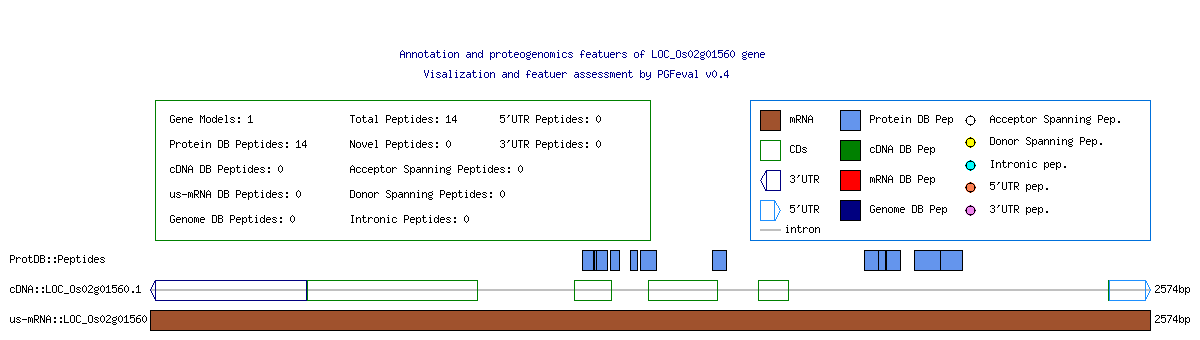 Annotation and proteogenomics featuers of LOC_Os02g01560 gene
Visalization and featuer assessment by PGFeval v0.4
Gene Models: 1 Total Peptides: 14 5'UTR Peptides: 0
Protein DB Peptides: 14 Novel Peptides: 0 3'UTR Peptides: 0
cDNA DB Peptides: 0 Acceptor Spanning Peptides: 0
us-mRNA DB Peptides: 0 Donor Spanning Peptides: 0
Genome DB Peptides: 0 Intronic Peptides: 0
mRNA Protein DB Pep Acceptor Spanning Pep.
CDs cDNA DB Pep Donor Spanning Pep.
3'UTR mRNA DB Pep Intronic pep.
5'UTR Genome DB Pep 5'UTR pep.
intron 3'UTR pep.
ProtDB::Peptides
cDNA::LOC_Os02g01560.1 2574bp
us-mRNA::LOC_Os02g01560 2574bp